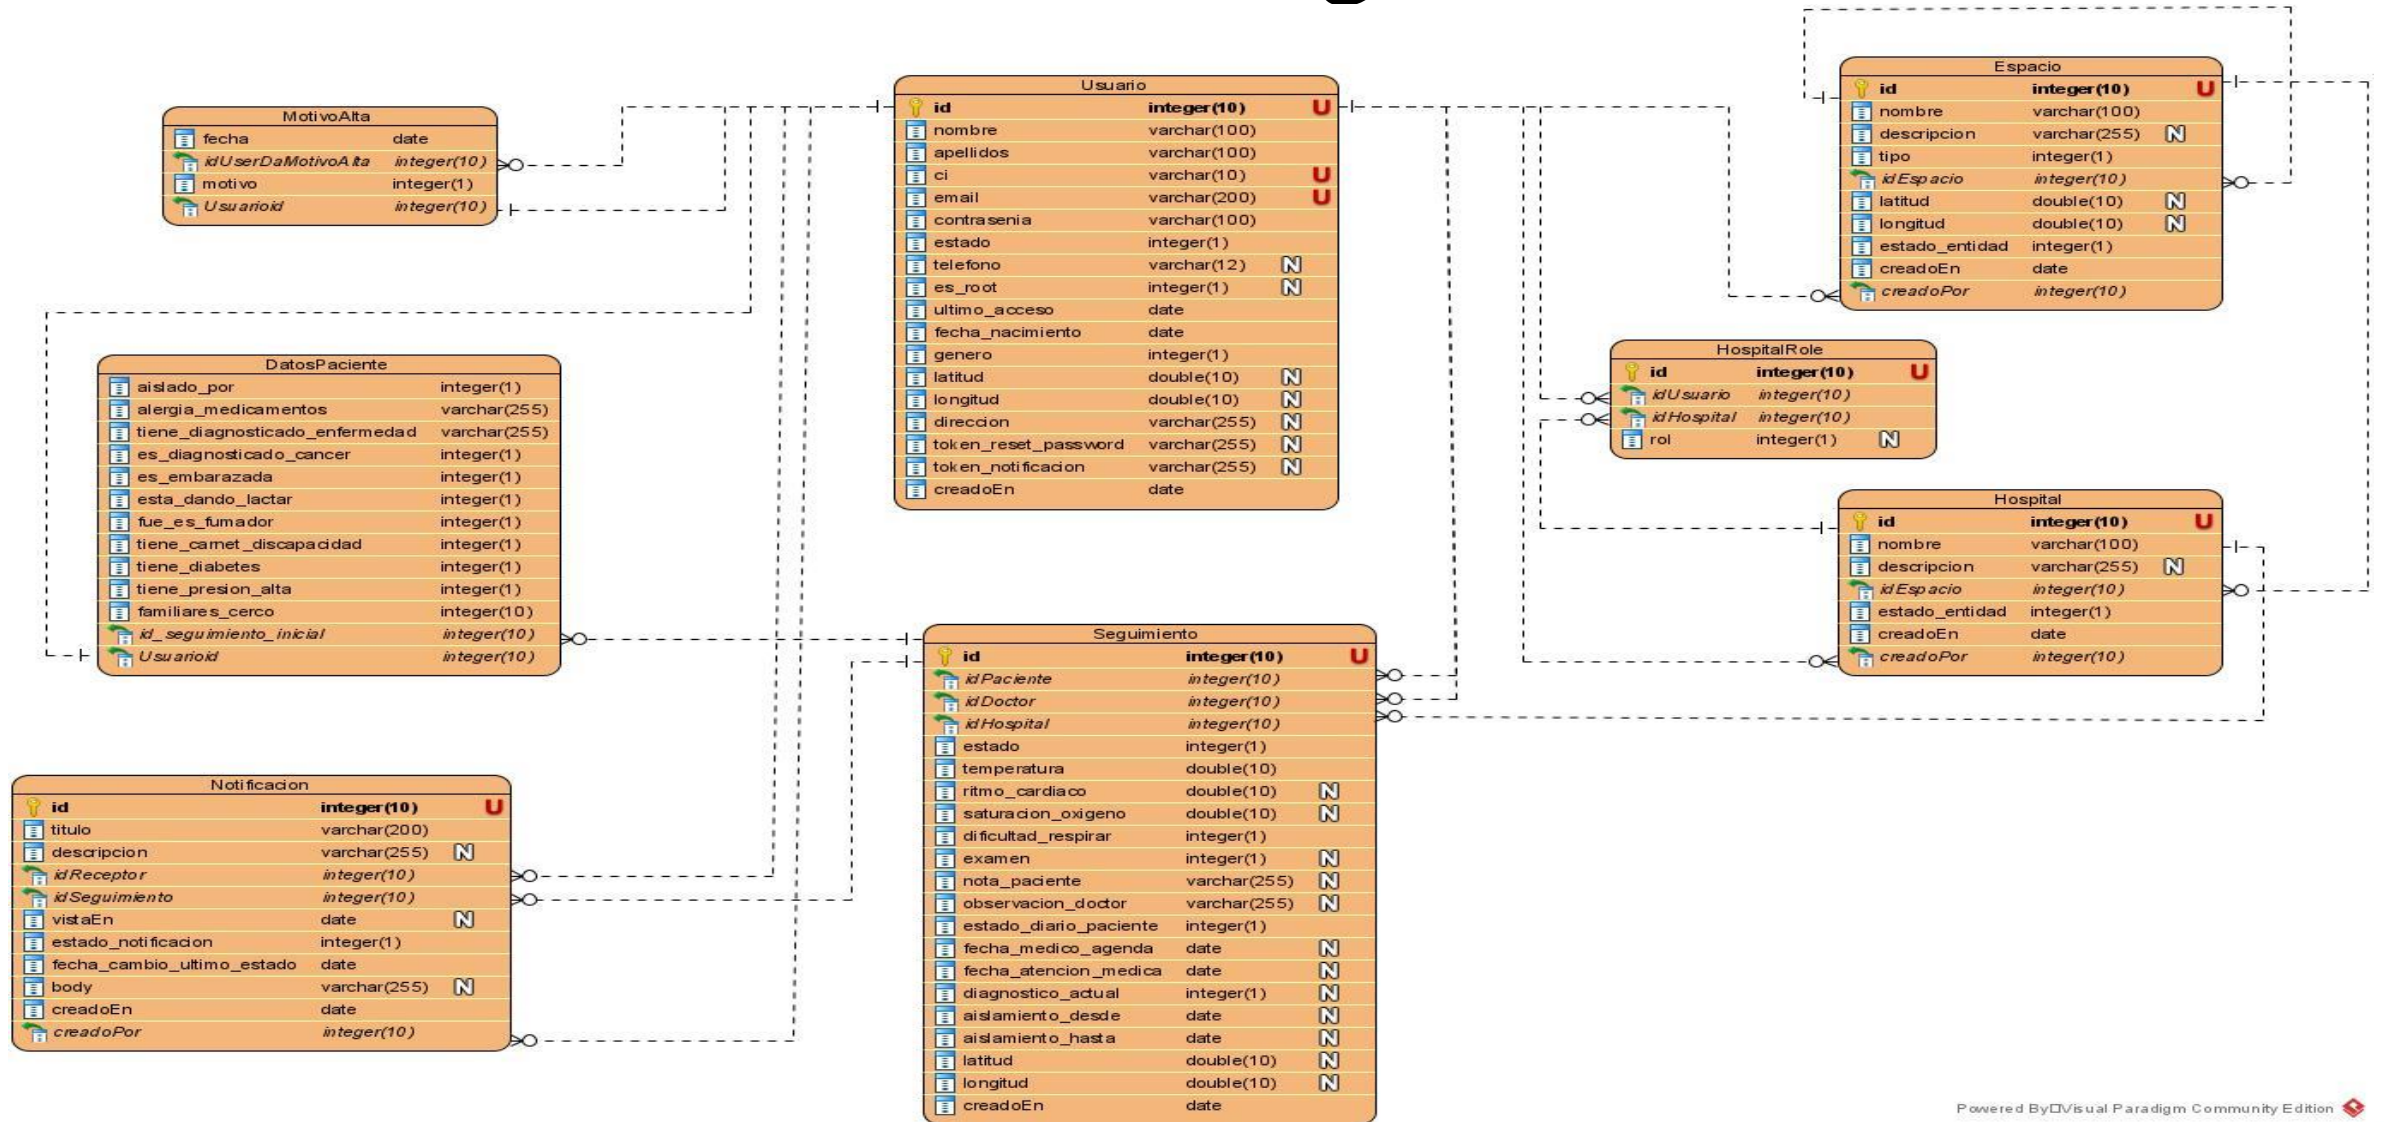 MotivoAlta
fecha date
idUserDaMotivoAlta integer(10)
motivo integer(1)
Usuarioid integer(10)
DatosPaciente
aislado_por integer(1)
alergia_medicamentos varchar(255)
tiene_diagnosticado_enfermedad varchar(255)
es_diagnosticado_cancer integer(1)
es_embarazada integer(1)
esta_dando_lactar integer(1)
fue_es_fumador integer(1)
tiene_carnet_discapacidad integer(1)
tiene_diabetes integer(1)
tiene_presion_alta integer(1)
familiares_cerco integer(10)
id_seguimiento_inicial integer(10)
Usuarioid integer(10)
Notificacion
id integer(10) U
titulo varchar(200)
descripcion varchar(255) N
idReceptor integer(10)
idSeguimiento integer(10)
vistaEn date N
estado_notificacion integer(1)
fecha_cambio_ultimo_estado date
body varchar(255) N
creadoEn date
creadoPor integer(10)
Usuario
id integer(10) U
nombre varchar(100)
apellidos varchar(100)
ci varchar(10) U
email varchar(200) U
contrasenia varchar(100)
estado integer(1)
telefono varchar(12) N
es_root integer(1) N
ultimo_acceso date
fecha_nacimiento date
genero integer(1)
latitud double(10) N
longitud double(10) N
direccion varchar(255) N
token_reset_password varchar(255) N
token_notificacion varchar(255) N
creadoEn date
Seguimiento
id integer(10) U
idPaciente integer(10)
idDoctor integer(10)
idHospital integer(10)
estado integer(1)
temperatura double(10)
ritmo_cardiaco double(10) N
saturacion_oxigeno double(10) N
dificultad_respirar integer(1)
examen integer(1) N
nota_paciente varchar(255) N
observacion_doctor varchar(255) N
estado_diario_paciente integer(1)
fecha_medico_agenda date N
fecha_atencion_medica date N
diagnostico_actual integer(1) N
aislamiento_desde date N
aislamiento_hasta date N
latitud double(10) N
longitud double(10) N
creadoEn date
Espacio
id integer(10) U
nombre varchar(100)
descripcion varchar(255) N
tipo integer(1)
idEspacio integer(10)
latitud double(10) N
longitud double(10) N
estado_entidad integer(1)
creadoEn date
creadoPor integer(10)
HospitalRole
id integer(10) U
idUsuario integer(10)
idHospital integer(10)
rol integer(1) N
Hospital
id integer(10) U
nombre varchar(100)
descripcion varchar(255) N
idEspacio integer(10)
estado_entidad integer(1)
creadoEn date
creadoPor integer(10)
Powered By Visual Paradigm Community Edition